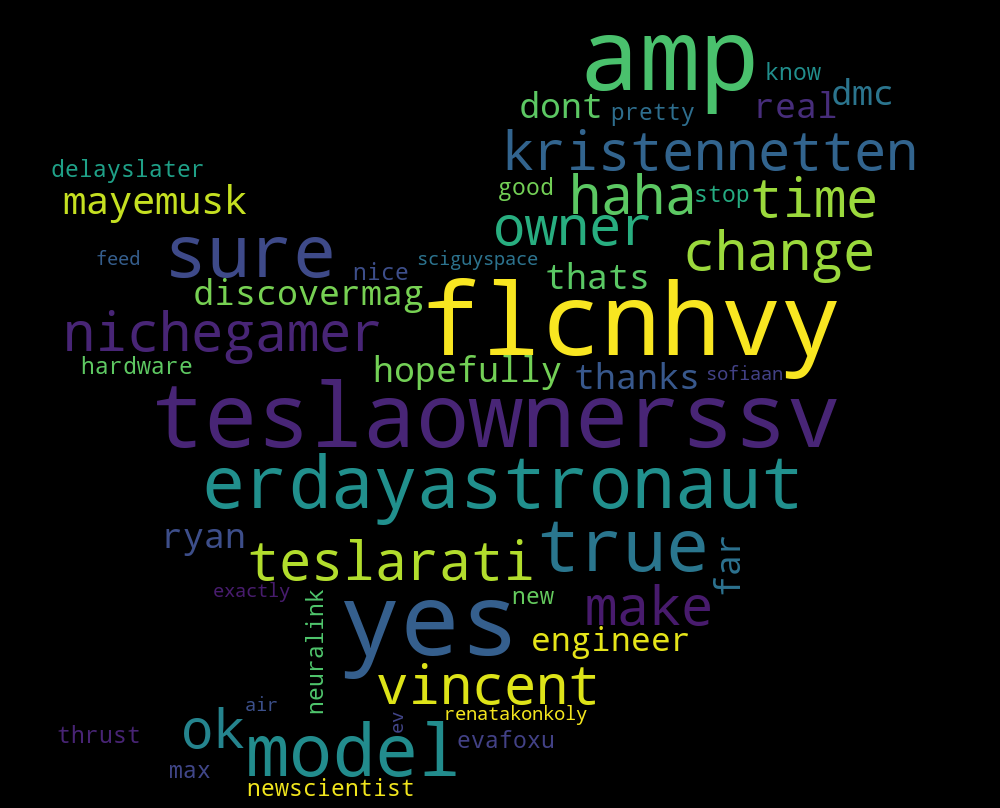 amp
know
dmc
dont
pretty
real
kristennetten
delayslater
mayemusk
good
haha
stop
time
owner
sure
change
feed
nice
sciguyspace
thats
discovermag
flcnhvy
nichegamer
hardware
hopefully
thanks
sofiaan
teslaownerssv
erdayastronaut
ryan
true
far
teslarati
exactly
neuralink
yes
new
make
engineer
vincent
air
renatakonkoly
thrust
ok
ev
evafoxu
model
max
newscientist